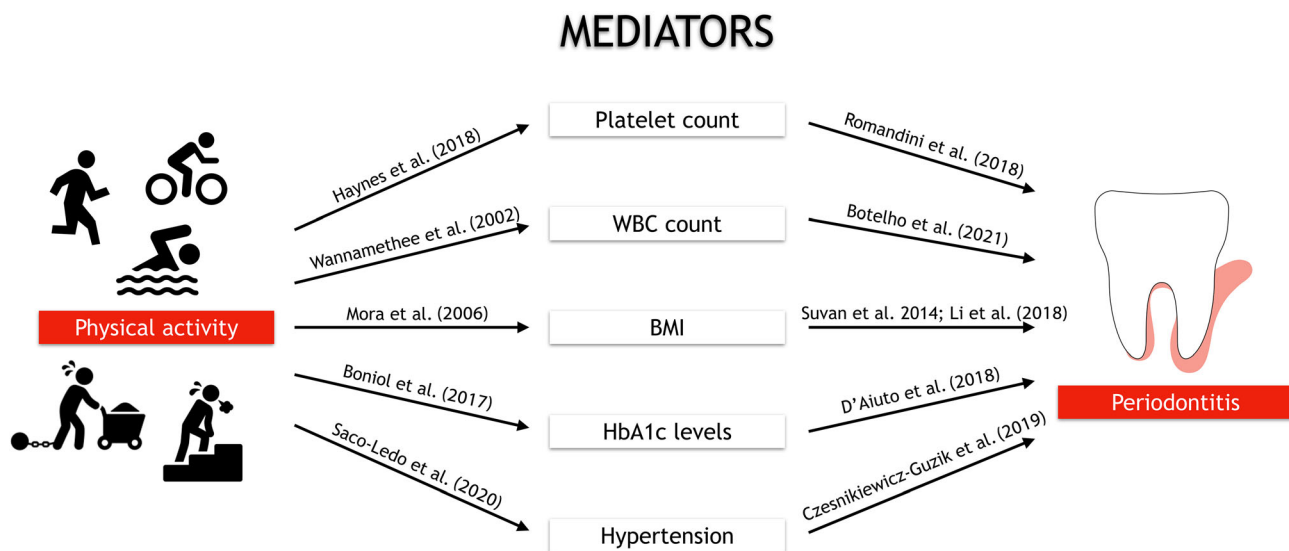 MEDIATORS
Haynes et al. (2018)
Platelet count
Romandini et al. (2018)
Wannamethee et al. (2002)
WBC count
Botelho et al. (2021)
Physical activity
Mora et al. (2006)
BMI
Suvan et al. 2014; Li et al. (2018)
Boniol et al. (2017)
HbA1c levels
D’Aiuto et al. (2018)
Periodontitis
Saco-Ledo et al. (2020)
Hypertension
Czesnikiewicz-Guzik et al. (2019)